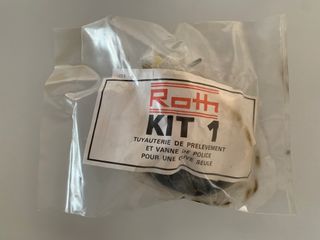 Roth
KIT 1
TUYAUTERIE DE PRELEVEMENT
ET VANNE DE POLICE
POUR UNE CUVE SEULE